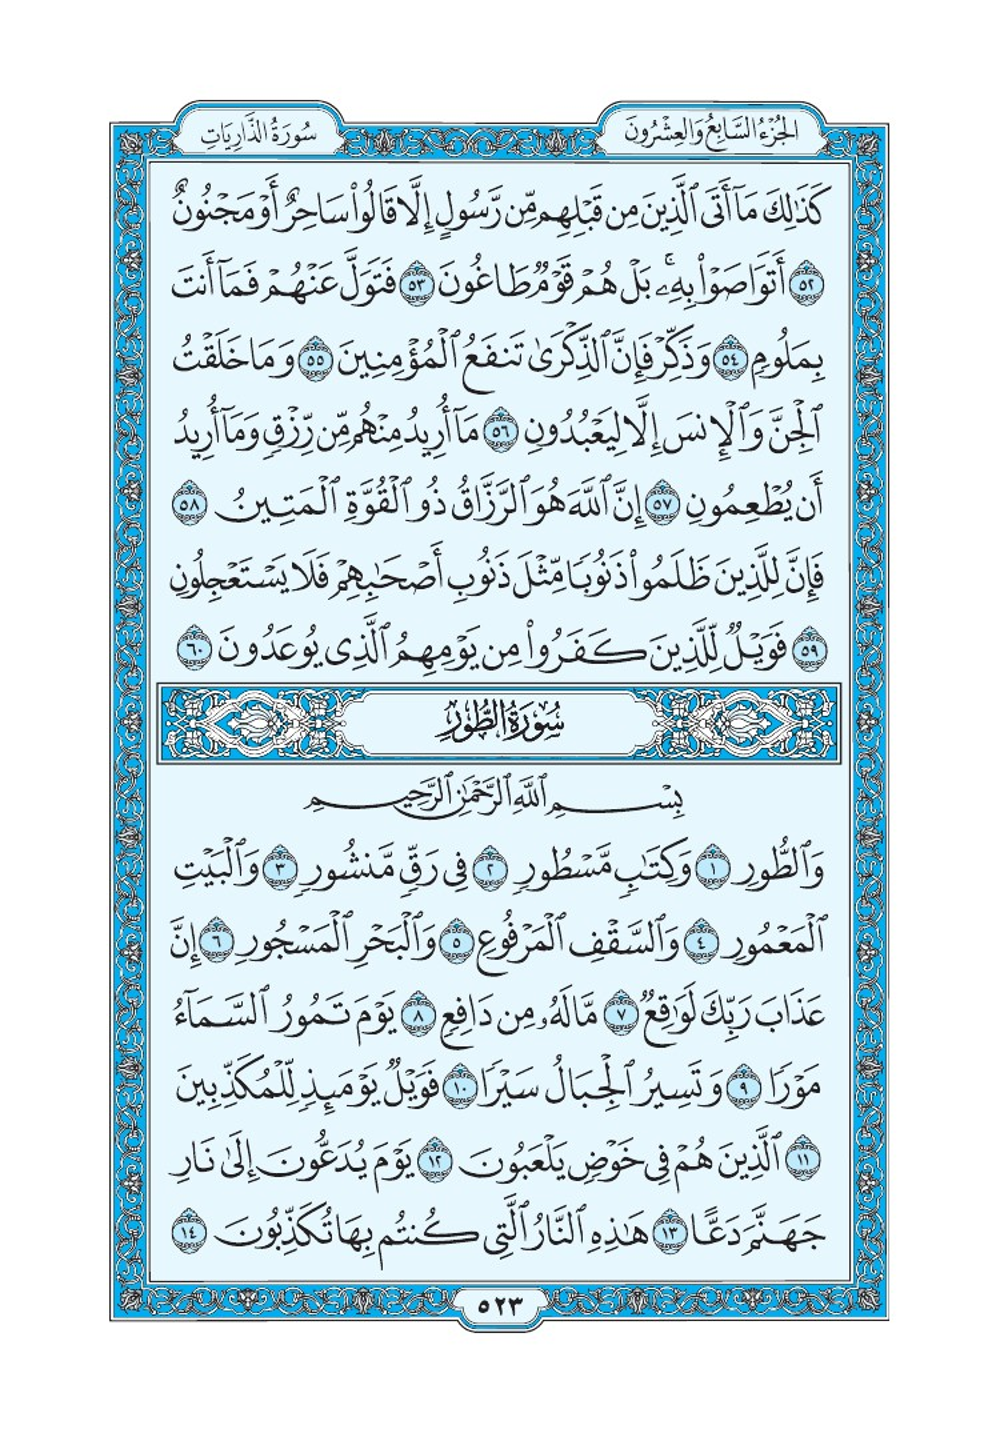 الجُزْءُ السَّابِعُ وَالعِشْرُونَ
سُورَةُ الذَّارِيَاتِ
كَذَٰلِكَ مَآ أَتَى ٱلَّذِينَ مِن قَبْلِهِم مِّن رَّسُولٍ إِلَّا قَالُوا۟ سَاحِرٌ أَوْ مَجْنُونٌ
٥٢ أَتَوَاصَوْا۟ بِهِۦ ۚ بَلْ هُمْ قَوْمٌ طَاغُونَ ٥٣ فَتَوَلَّ عَنْهُمْ فَمَآ أَنتَ
بِمَلُومٍ ٥٤ وَذَكِّرْ فَإِنَّ ٱلذِّكْرَىٰ تَنفَعُ ٱلْمُؤْمِنِينَ ٥٥ وَمَا خَلَقْتُ
ٱلْجِنَّ وَٱلْإِنسَ إِلَّا لِيَعْبُدُونِ ٥٦ مَآ أُرِيدُ مِنْهُم مِّن رِّزْقٍ وَمَآ أُرِيدُ
أَن يُطْعِمُونِ ٥٧ إِنَّ ٱللَّهَ هُوَ ٱلرَّزَّاقُ ذُو ٱلْقُوَّةِ ٱلْمَتِينُ ٥٨
فَإِنَّ لِلَّذِينَ ظَلَمُوا۟ ذَنُوبًا مِّثْلَ ذَنُوبِ أَصْحَٰبِهِمْ فَلَا يَسْتَعْجِلُونِ
٥٩ فَوَيْلٌ لِّلَّذِينَ كَفَرُوا۟ مِن يَوْمِهِمُ ٱلَّذِى يُوعَدُونَ ٦٠
سُورَةُ الطُّورِ
بِسْمِ ٱللَّهِ ٱلرَّحْمَٰنِ ٱلرَّحِيمِ
وَٱلطُّورِ ١ وَكِتَٰبٍ مَّسْطُورٍ ٢ فِى رَقٍّ مَّنشُورٍ ٣ وَٱلْبَيْتِ
ٱلْمَعْمُورِ ٤ وَٱلسَّقْفِ ٱلْمَرْفُوعِ ٥ وَٱلْبَحْرِ ٱلْمَسْجُورِ ٦ إِنَّ
عَذَابَ رَبِّكَ لَوَٰقِعٌ ٧ مَّا لَهُۥ مِن دَافِعٍ ٨ يَوْمَ تَمُورُ ٱلسَّمَآءُ
مَوْرًا ٩ وَتَسِيرُ ٱلْجِبَالُ سَيْرًا ١٠ فَوَيْلٌ يَوْمَئِذٍ لِّلْمُكَذِّبِينَ
١١ ٱلَّذِينَ هُمْ فِى خَوْضٍ يَلْعَبُونَ ١٢ يَوْمَ يُدَعُّونَ إِلَىٰ نَارِ
جَهَنَّمَ دَعًّا ١٣ هَٰذِهِ ٱلنَّارُ ٱلَّتِى كُنتُم بِهَا تُكَذِّبُونَ ١٤
٥٢٣